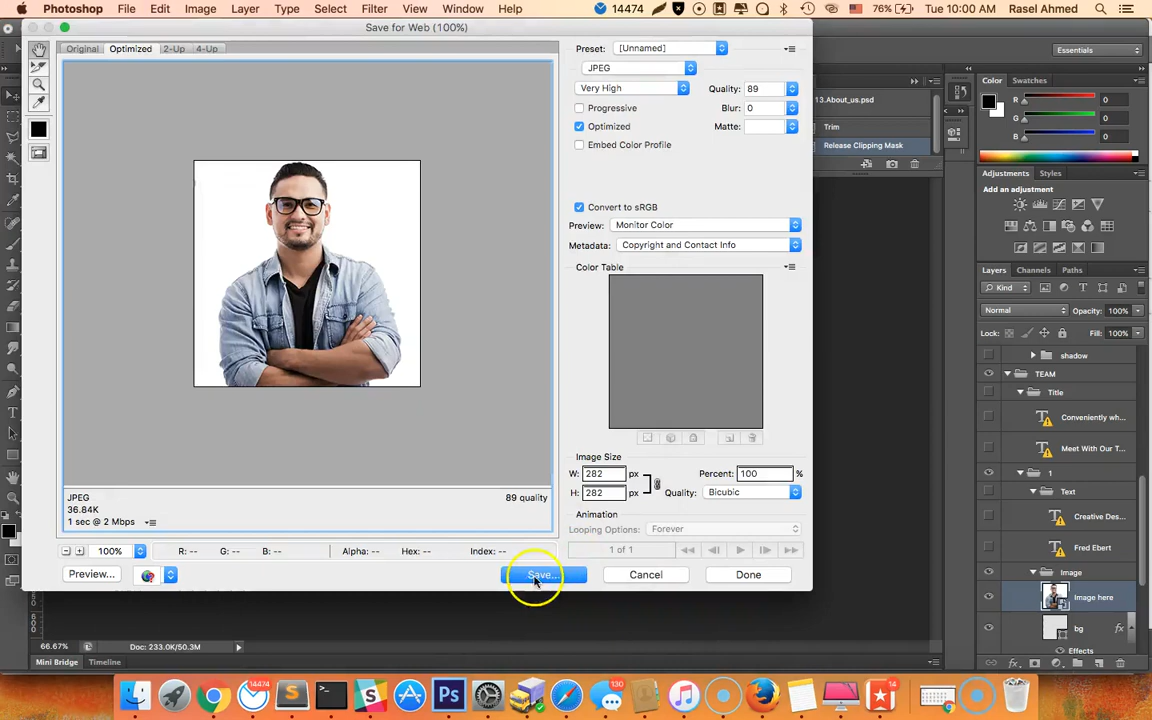 Photoshop File Edit Image Layer Type Select Filter View Window Help 14474 76% Tue 10:00 AM Rasel Ahmed
Save for Web (100%)
Original Optimized 2-Up 4-Up
Preset: [Unnamed]
JPEG
Very High Quality: 89
Progressive Blur: 0
Optimized Matte:
Embed Color Profile
Convert to sRGB
Preview: Monitor Color
Metadata: Copyright and Contact Info
Color Table
Image Size
W: 282 px Percent: 100 %
H: 282 px Quality: Bicubic
Animation
Looping Options: Forever
1 of 1
JPEG 89 quality
36.84K
1 sec @ 2 Mbps
100% R: -- G: -- B: -- Alpha: -- Hex: -- Index: --
Preview... Save... Cancel Done
Essentials
13.About_us.psd
Trim
Release Clipping Mask
Color Swatches
R 0
G 0
B 0
Adjustments Styles
Add an adjustment
Layers Channels Paths
Kind
Normal Opacity: 100%
Lock: Fill: 100%
shadow
TEAM
Title
Conveniently wh...
Meet With Our T...
1
Text
Creative Des...
Fred Ebert
Image
Image here
bg fx
Effects
66.67% Doc: 233.0K/50.3M
Mini Bridge Timeline
14474 Ps 130 14